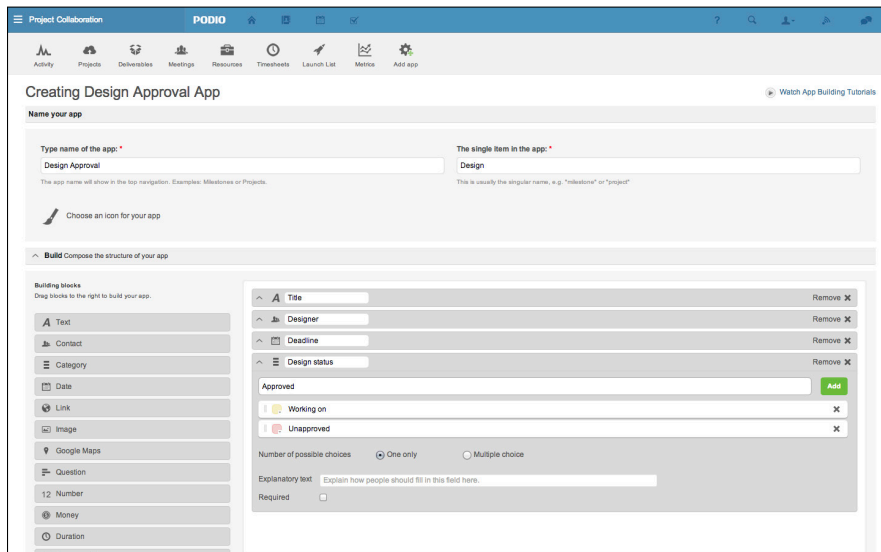 Project Collaboration PODIO ?
Activity Projects Deliverables Meetings Resources Timesheets Launch List Metrics Add app
Creating Design Approval App
Watch App Building Tutorials
Name your app
Type name of the app: * The single item in the app: *
Design Approval Design
The app name will show in the top navigation. Examples: Milestones or Projects. This is usually the singular name, e.g. "milestone" or "project"
Choose an icon for your app
Build Compose the structure of your app
Building blocks
Drag blocks to the right to build your app.
Text
Contact
Category
Date
Link
Image
Google Maps
Question
12 Number
Money
Duration
Title Remove
Designer Remove
Deadline Remove
Design status Remove
Approved Add
Working on
Unapproved
Number of possible choices One only Multiple choice
Explanatory text Explain how people should fill in this field here.
Required